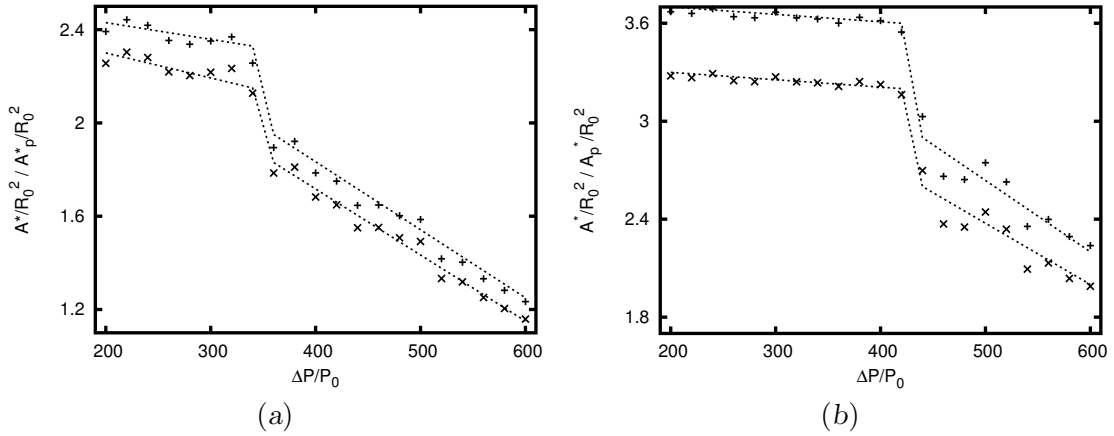 2.4
2
1.6
1.2
200 300 400 500 600
ΔP/P₀
A*/R₀² / A*ₚ/R₀²
(a)
3.6
3
2.4
1.8
200 300 400 500 600
ΔP/P₀
A*/R₀² / Aₚ*/R₀²
(b)